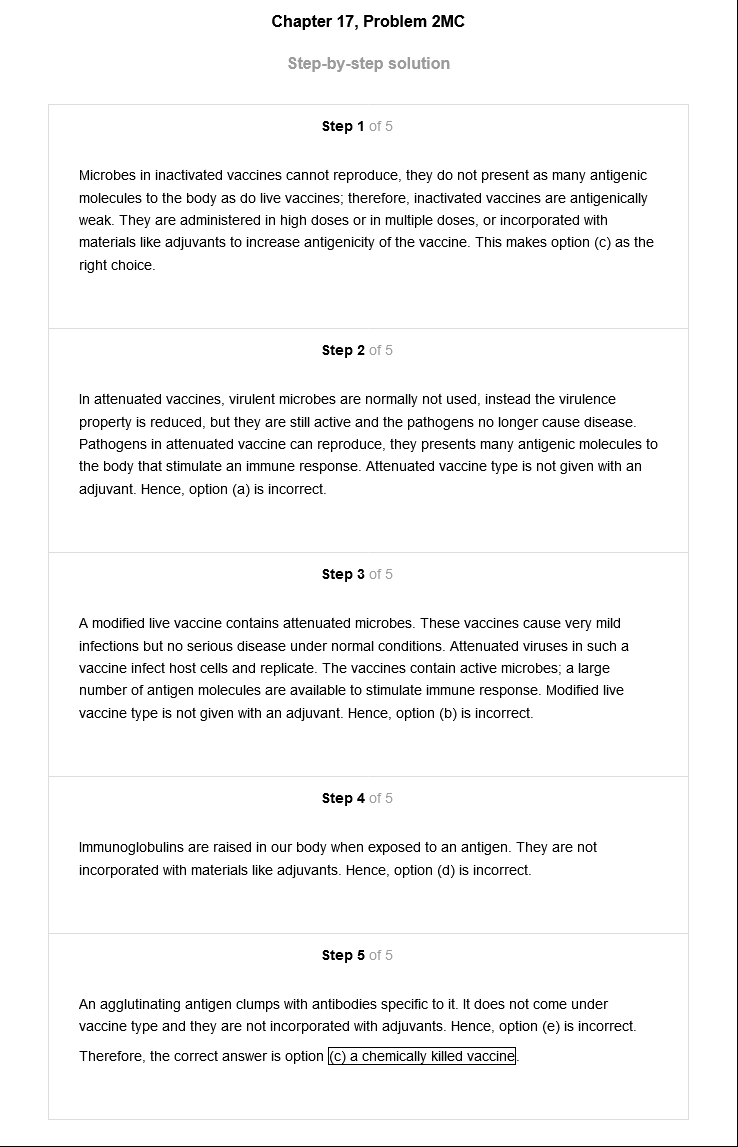 Chapter 17, Problem 2MC
Step-by-step solution
Step 1 of 5
Microbes in inactivated vaccines cannot reproduce, they do not present as many antigenic
molecules to the body as do live vaccines; therefore, inactivated vaccines are antigenically
weak. They are administered in high doses or in multiple doses, or incorporated with
materials like adjuvants to increase antigenicity of the vaccine. This makes option (c) as the
right choice.
Step 2 of 5
In attenuated vaccines, virulent microbes are normally not used, instead the virulence
property is reduced, but they are still active and the pathogens no longer cause disease.
Pathogens in attenuated vaccine can reproduce, they presents many antigenic molecules to
the body that stimulate an immune response. Attenuated vaccine type is not given with an
adjuvant. Hence, option (a) is incorrect.
Step 3 of 5
A modified live vaccine contains attenuated microbes. These vaccines cause very mild
infections but no serious disease under normal conditions. Attenuated viruses in such a
vaccine infect host cells and replicate. The vaccines contain active microbes; a large
number of antigen molecules are available to stimulate immune response. Modified live
vaccine type is not given with an adjuvant. Hence, option (b) is incorrect.
Step 4 of 5
Immunoglobulins are raised in our body when exposed to an antigen. They are not
incorporated with materials like adjuvants. Hence, option (d) is incorrect.
Step 5 of 5
An agglutinating antigen clumps with antibodies specific to it. It does not come under
vaccine type and they are not incorporated with adjuvants. Hence, option (e) is incorrect.
Therefore, the correct answer is option (c) a chemically killed vaccine.